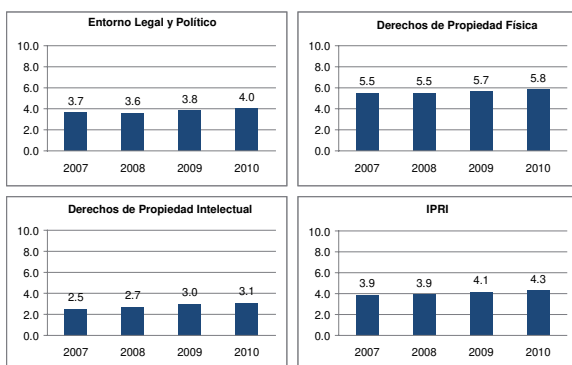 Entorno Legal y Político
10.0
8.0
6.0
4.0
2.0
0.0
3.7 3.6 3.8 4.0
2007 2008 2009 2010
Derechos de Propiedad Física
10.0
8.0
6.0
4.0
2.0
0.0
5.5 5.5 5.7 5.8
2007 2008 2009 2010
Derechos de Propiedad Intelectual
10.0
8.0
6.0
4.0
2.0
0.0
2.5 2.7 3.0 3.1
2007 2008 2009 2010
IPRI
10.0
8.0
6.0
4.0
2.0
0.0
3.9 3.9 4.1 4.3
2007 2008 2009 2010